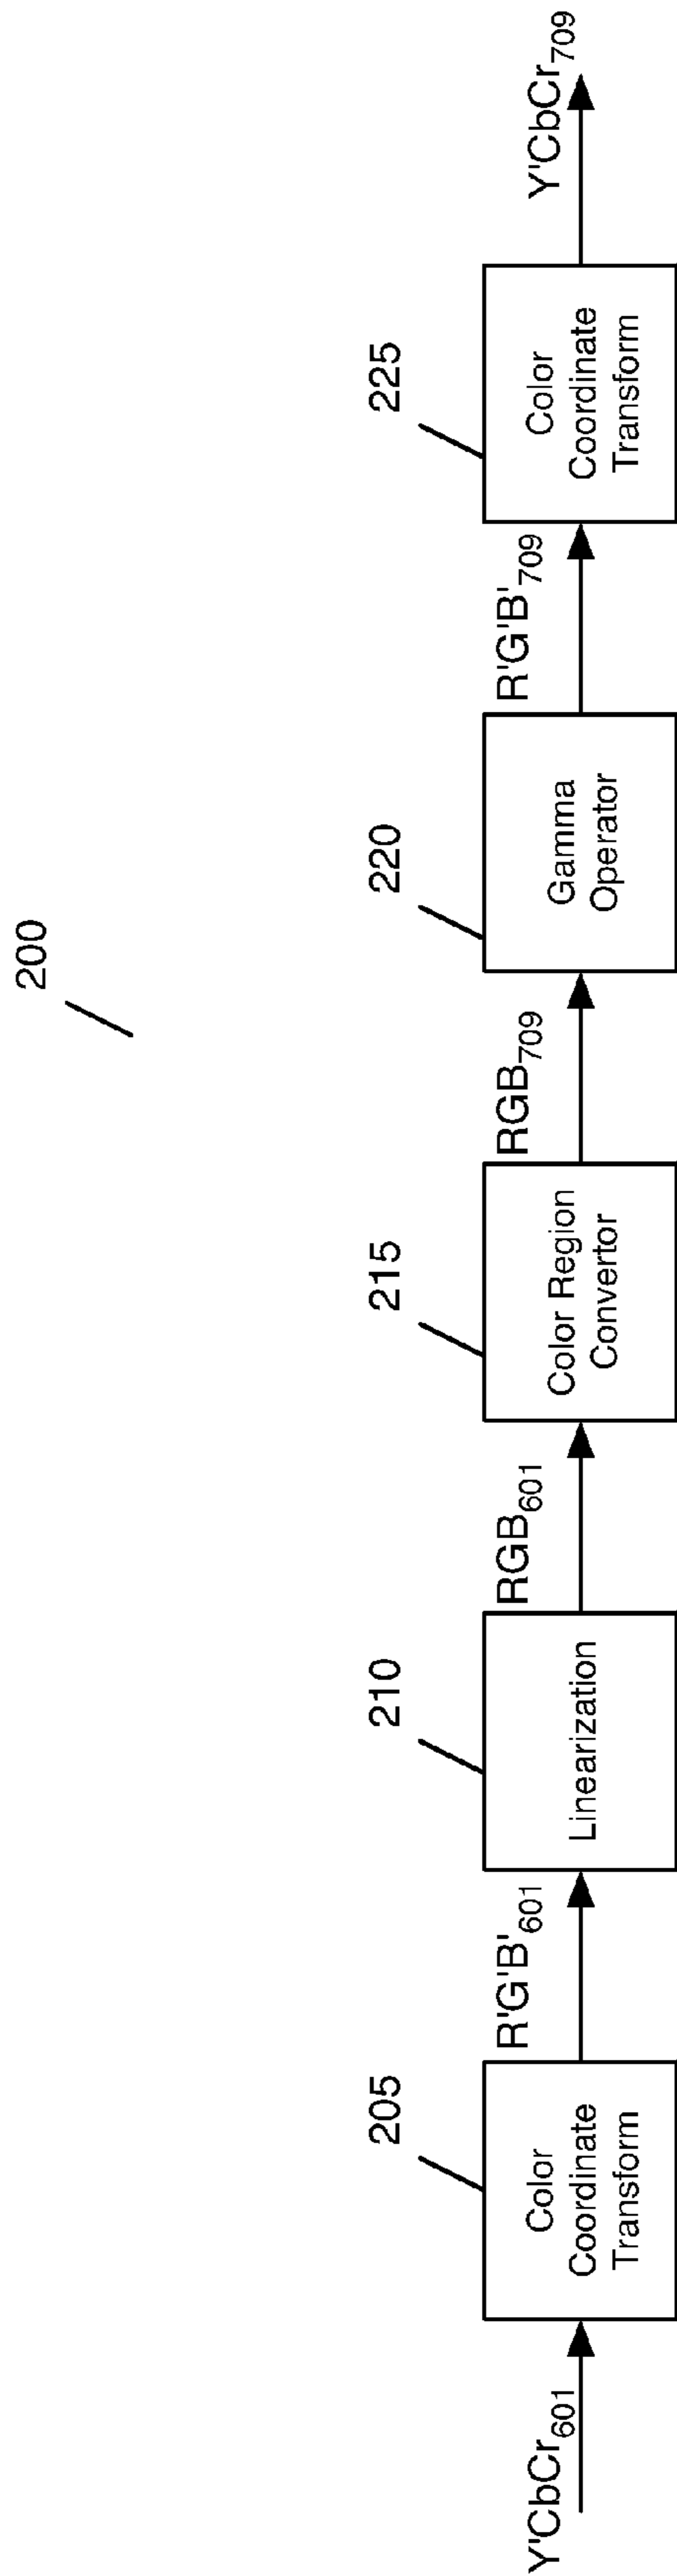 200
205
210
215
220
225
Y'CbCr601
Color
Coordinate
Transform
R'G'B'601
Linearization
RGB601
Color Region
Convertor
RGB709
Gamma
Operator
R'G'B'709
Color
Coordinate
Transform
Y'CbCr709